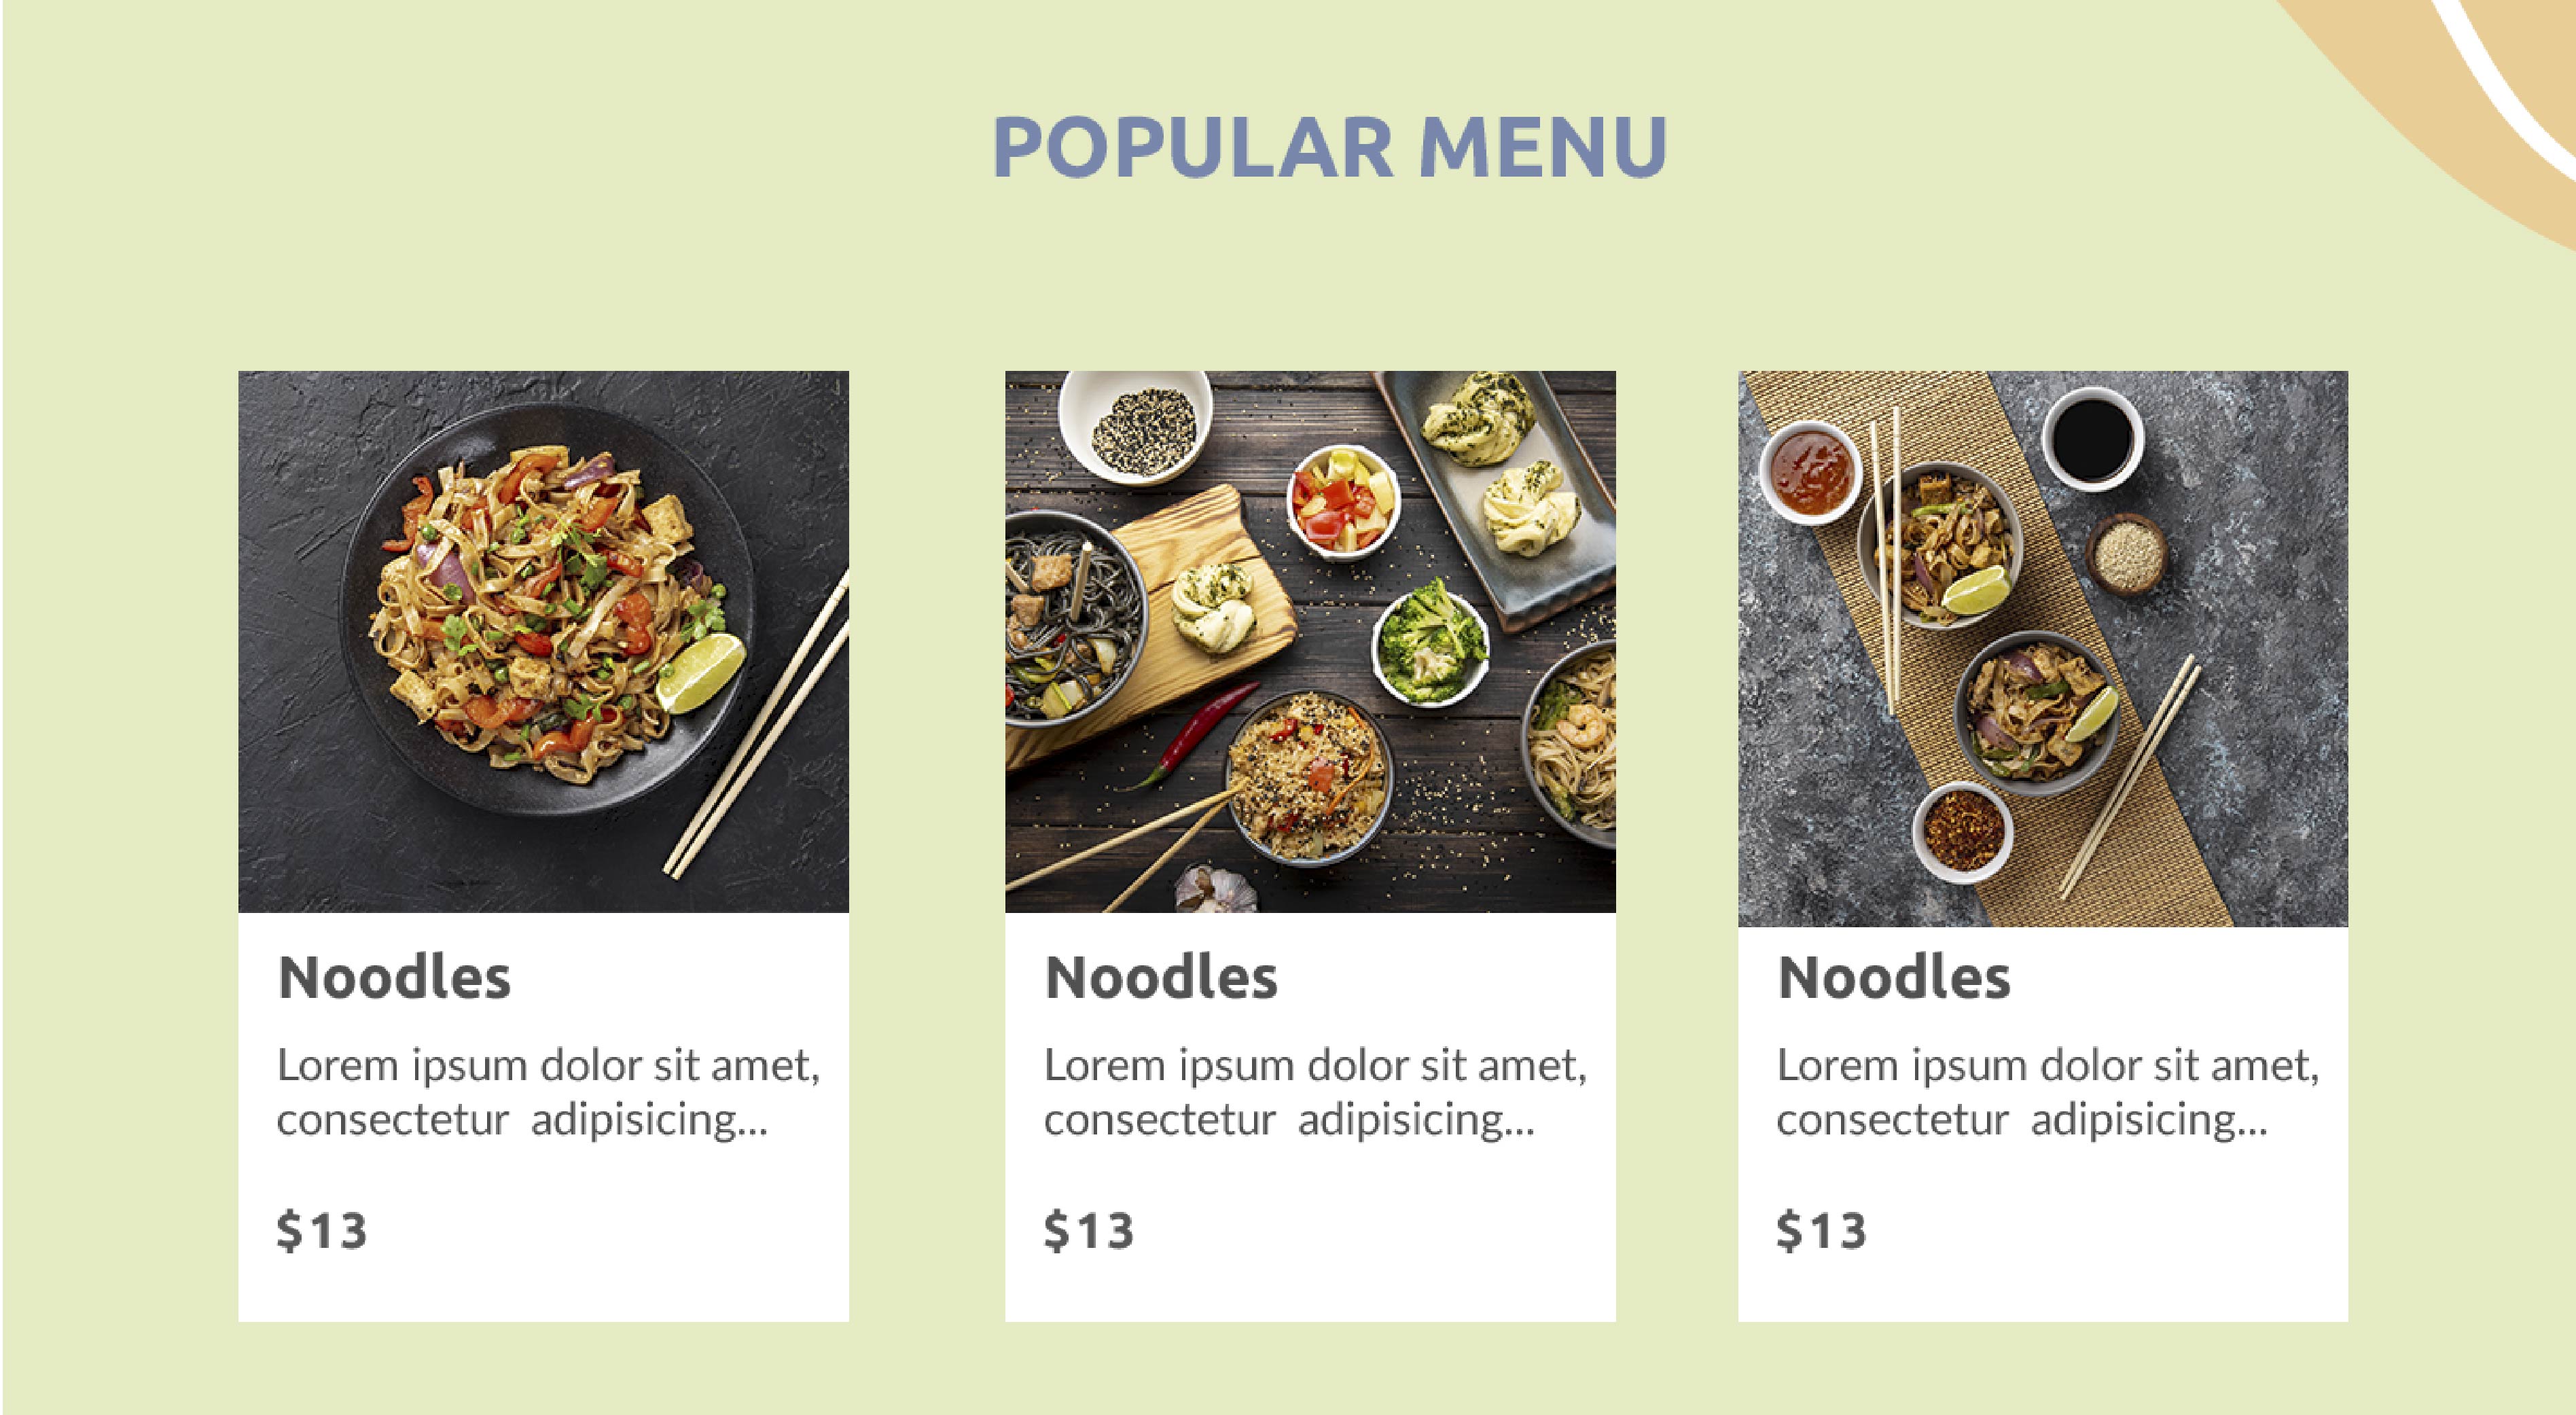 POPULAR MENU
Noodles
Lorem ipsum dolor sit amet,
consectetur  adipisicing...
$13
Noodles
Lorem ipsum dolor sit amet,
consectetur  adipisicing...
$13
Noodles
Lorem ipsum dolor sit amet,
consectetur  adipisicing...
$13